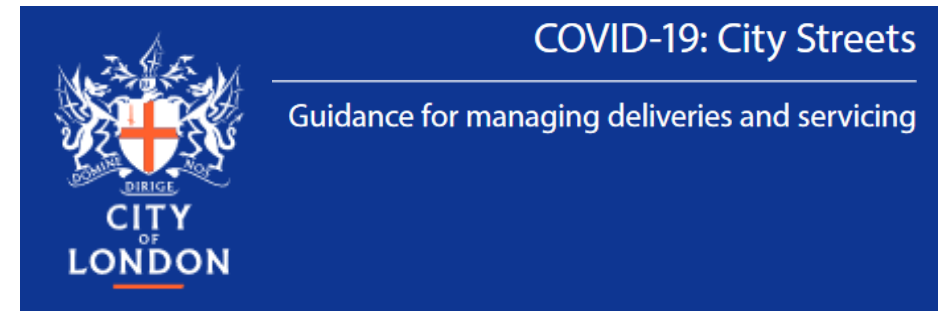 COVID-19: City Streets
Guidance for managing deliveries and servicing
DOMINE DIRIGE NOS
CITY
OF
LONDON